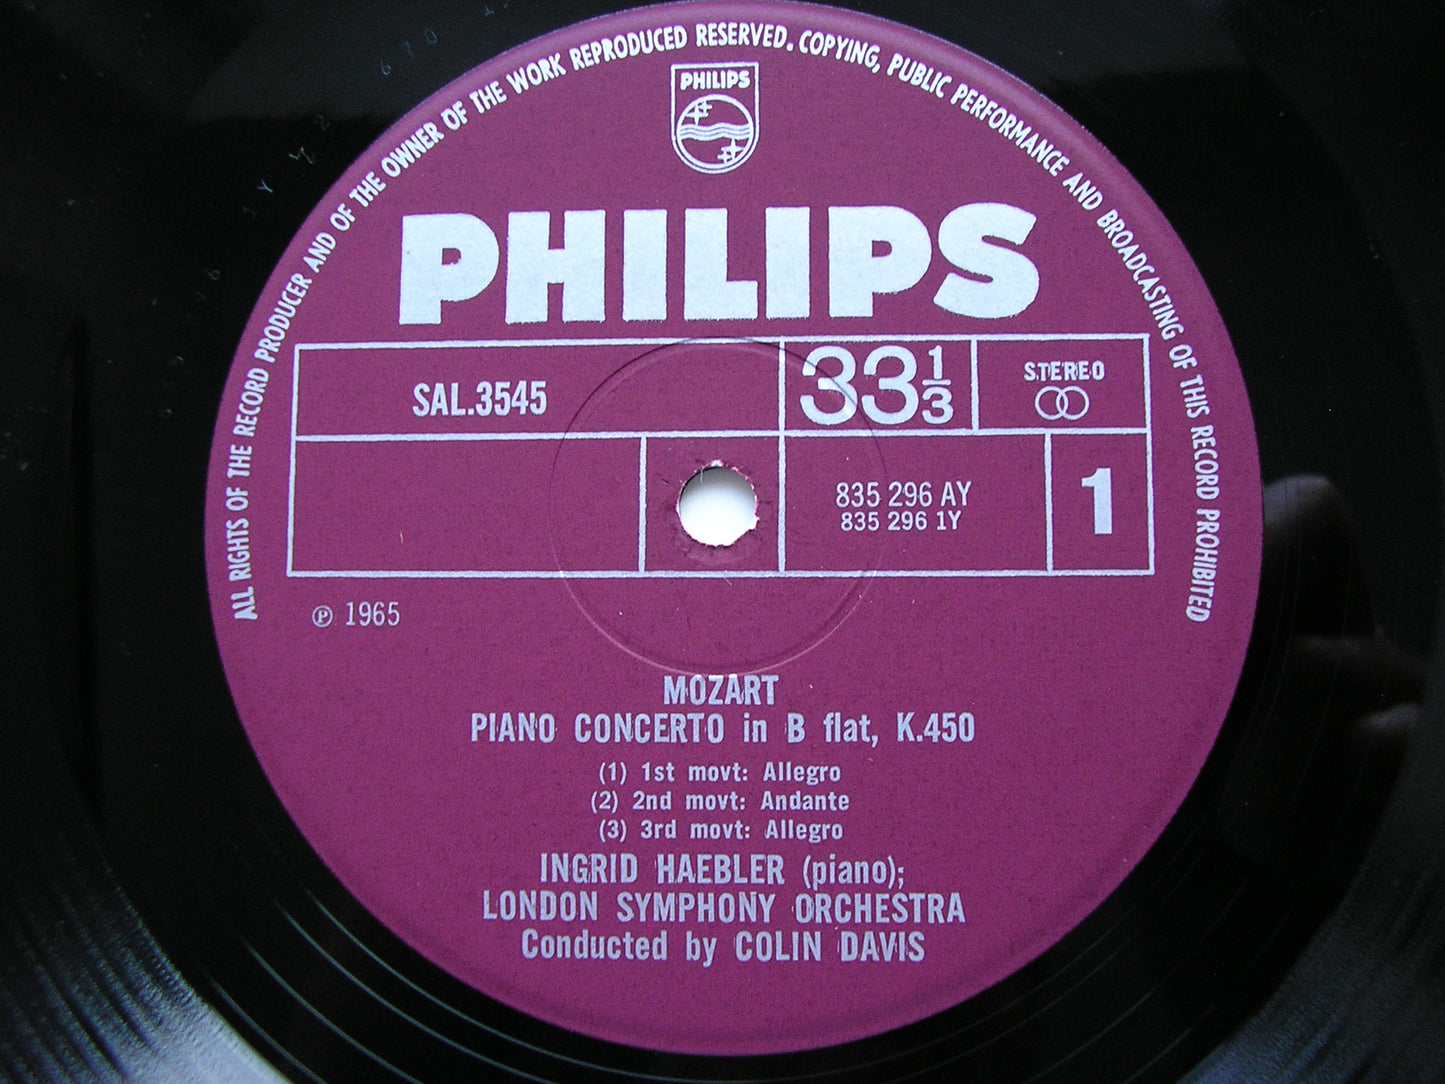 ALL RIGHTS OF THE RECORD PRODUCER AND OF THE OWNER OF THE WORK REPRODUCED RESERVED. COPYING, PUBLIC PERFORMANCE AND BROADCASTING OF THIS RECORD PROHIBITED
PHILIPS
PHILIPS
SAL.3545
33 1/3
STEREO
835 296 AY
835 296 1Y
1
℗ 1965
MOZART
PIANO CONCERTO in B flat, K.450
(1) 1st movt: Allegro
(2) 2nd movt: Andante
(3) 3rd movt: Allegro
INGRID HAEBLER (piano);
LONDON SYMPHONY ORCHESTRA
Conducted by COLIN DAVIS